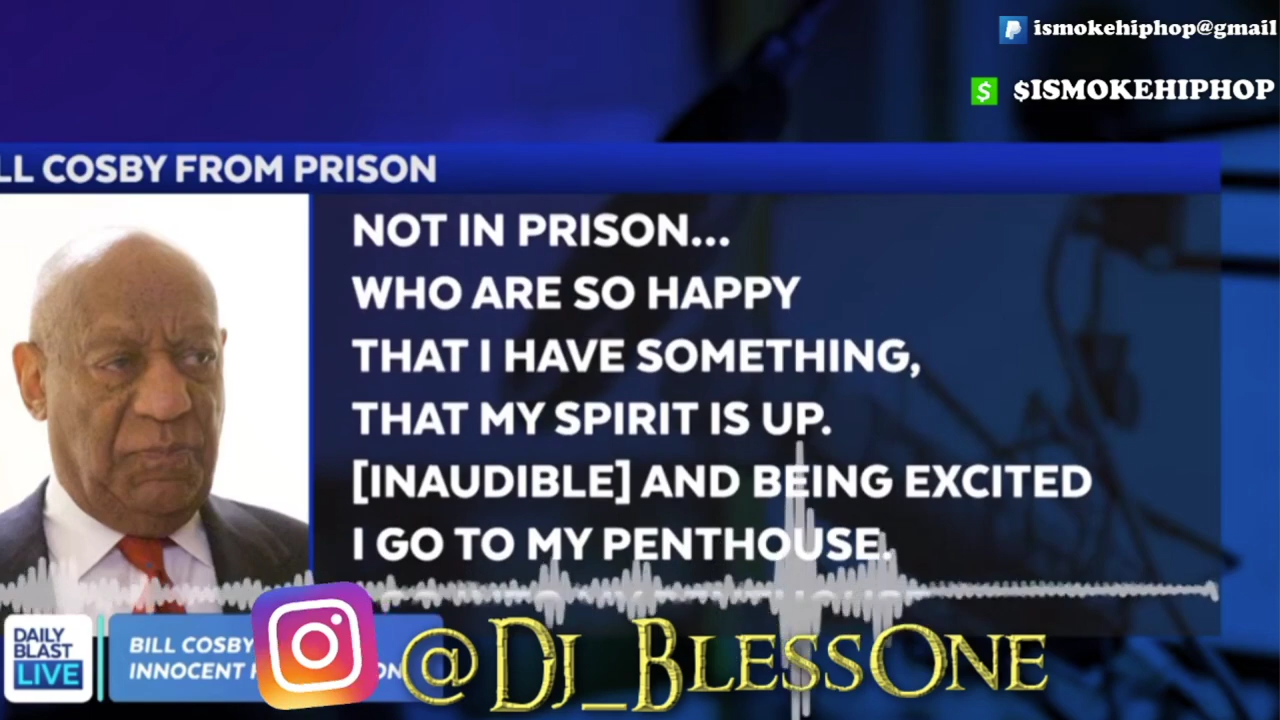 ismokehiphop@gmail
$ISMOKEHIPHOP
LL COSBY FROM PRISON
NOT IN PRISON...
WHO ARE SO HAPPY
THAT I HAVE SOMETHING,
THAT MY SPIRIT IS UP.
[INAUDIBLE] AND BEING EXCITED
I GO TO MY PENTHOUSE.
DAILY
BLAST
LIVE
BILL COSBY
INNOCENT
@DJ_BLESSONE